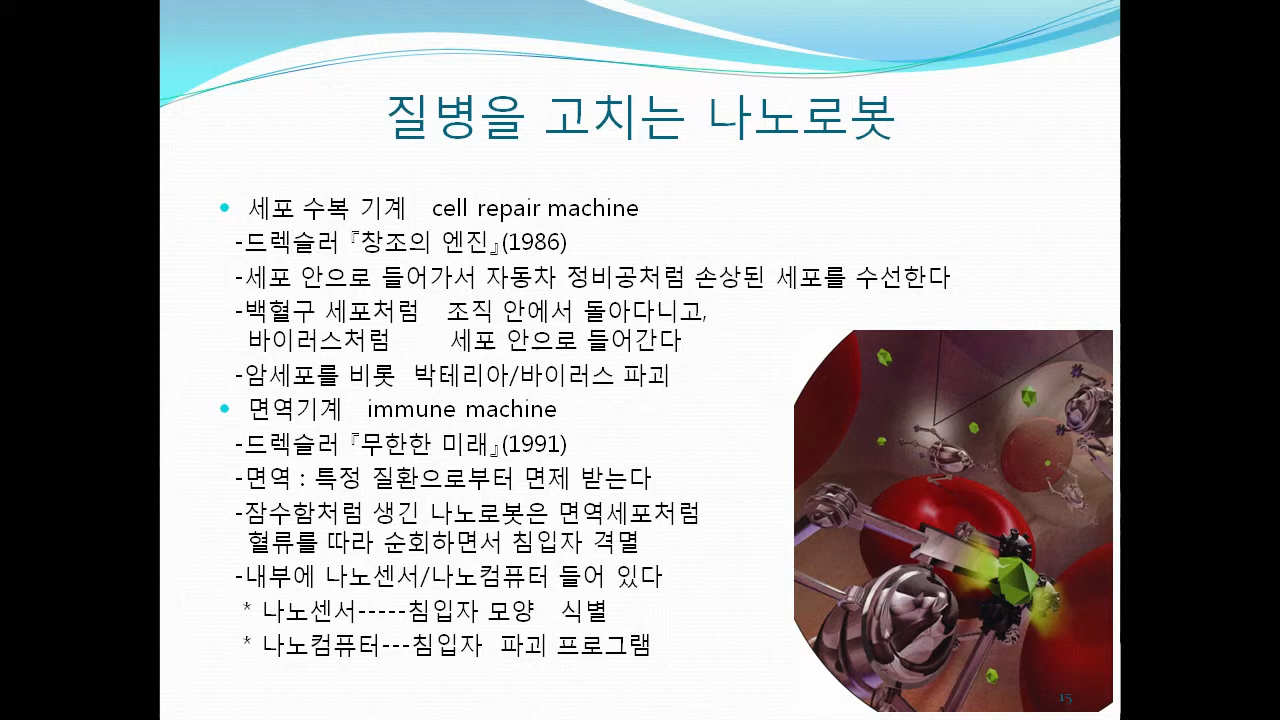 질병을 고치는 나노로봇
• 세포 수복 기계 cell repair machine
-드렉슬러『창조의 엔진』(1986)
-세포 안으로 들어가서 자동차 정비공처럼 손상된 세포를 수선한다
-백혈구 세포처럼 조직 안에서 돌아다니고,
바이러스처럼 세포 안으로 들어간다
-암세포를 비롯 박테리아/바이러스 파괴
• 면역기계 immune machine
-드렉슬러『무한한 미래』(1991)
-면역 : 특정 질환으로부터 면제 받는다
-잠수함처럼 생긴 나노로봇은 면역세포처럼
혈류를 따라 순회하면서 침입자 격멸
-내부에 나노센서/나노컴퓨터 들어 있다
* 나노센서-----침입자 모양 식별
* 나노컴퓨터---침입자 파괴 프로그램
15